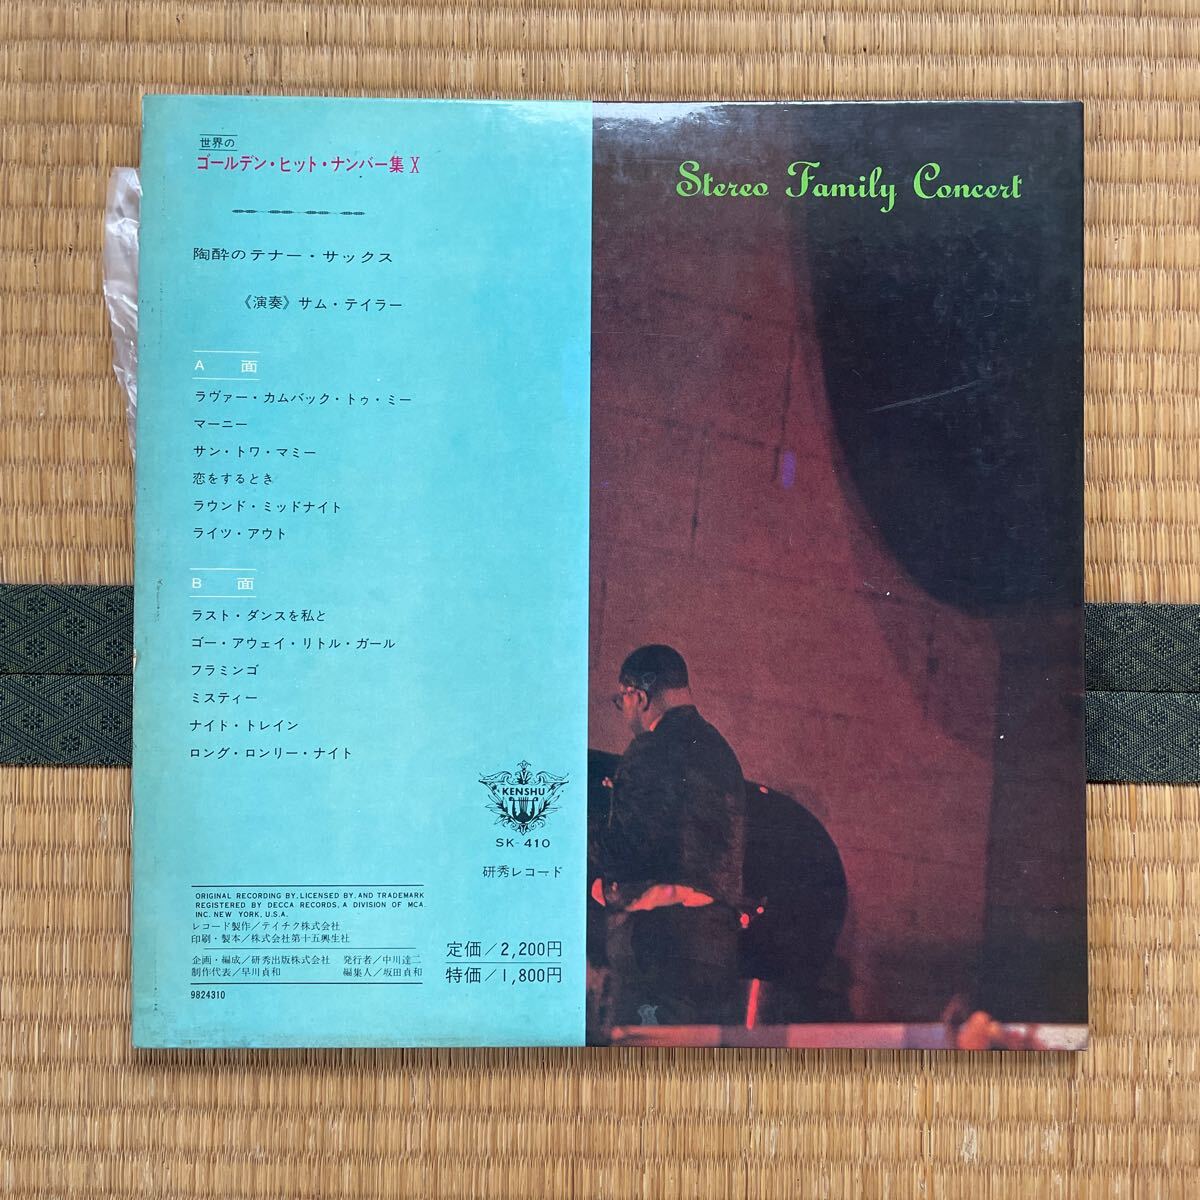 世界の
ゴールデン・ヒット・ナンバー集 X
陶酔のテナー・サックス
《演奏》サム・テイラー
A 面
ラヴァー・カムバック・トゥ・ミー
マーニー
サン・トワ・マミー
恋をするとき
ラウンド・ミッドナイト
ライツ・アウト
B 面
ラスト・ダンスを私と
ゴー・アウェイ・リトル・ガール
フラミンゴ
ミスティー
ナイト・トレイン
ロング・ロンリー・ナイト
KENSHU
SK-410
研秀レコード
ORIGINAL RECORDING BY, LICENSED BY, AND TRADEMARK
REGISTERED BY DECCA RECORDS, A DIVISION OF MCA.
INC. NEW YORK, U.S.A.
レコード製作/テイチク株式会社
印刷・製本/株式会社第十五興生社
企画・編成/研秀出版株式会社 発行者/中川達二
制作代表/早川貞和 編集人/坂田貞和
9824310
定価/2,200円
特価/1,800円
Stereo Family Concert